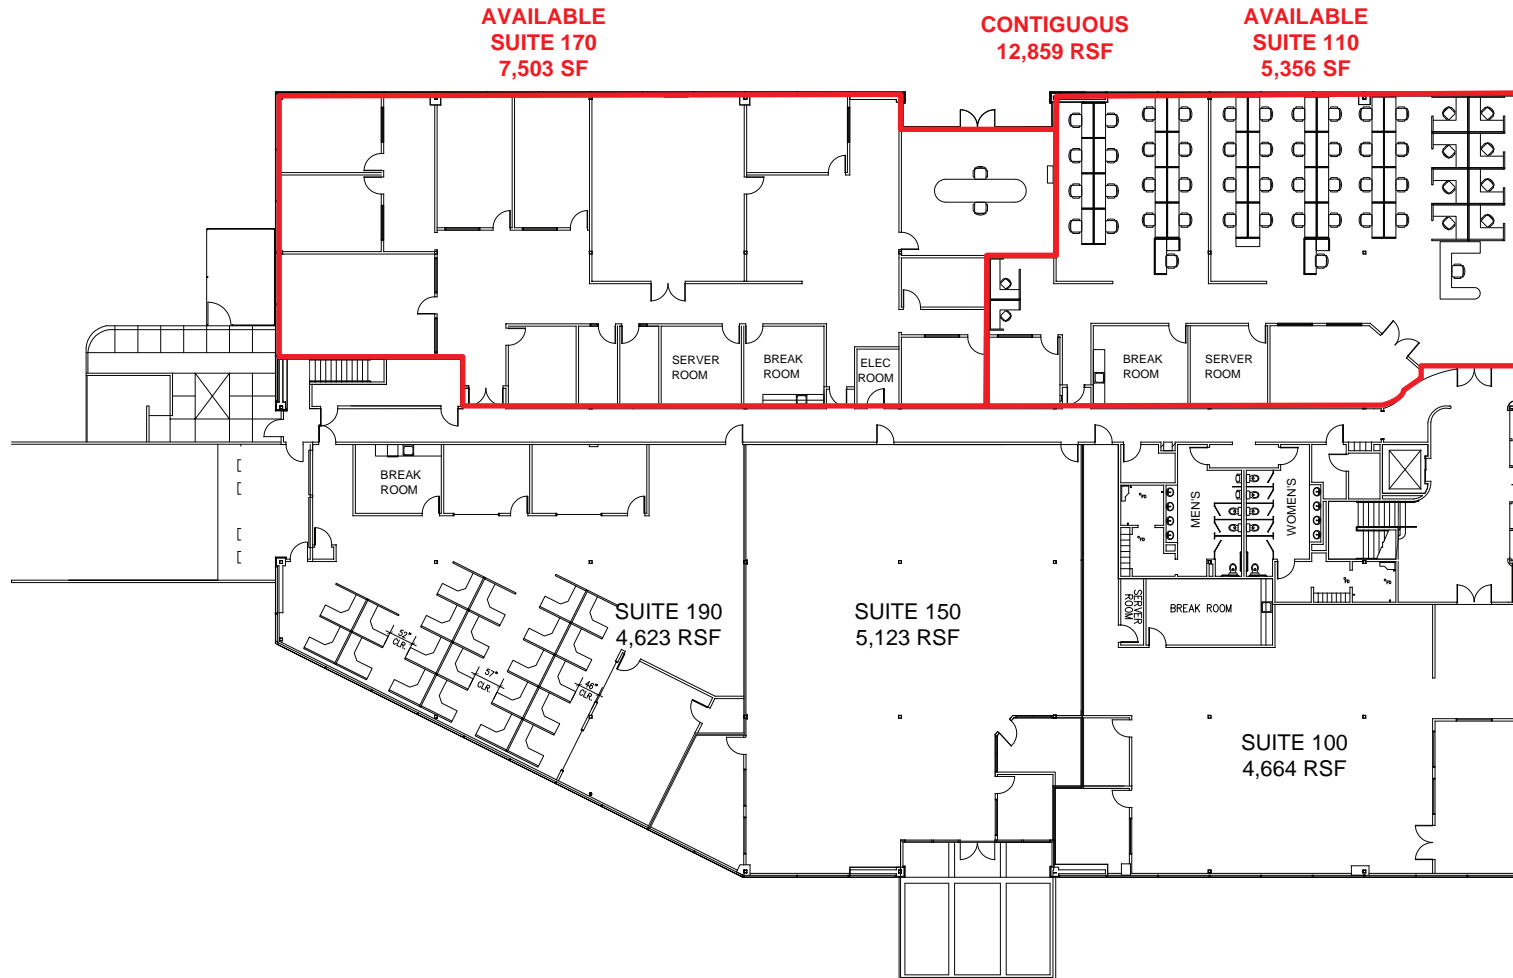 AVAILABLE
SUITE 170
7,503 SF
CONTIGUOUS
12,859 RSF
AVAILABLE
SUITE 110
5,356 SF
SERVER
ROOM
BREAK
ROOM
ELEC
ROOM
BREAK
ROOM
SERVER
ROOM
BREAK
ROOM
MEN'S
WOMEN'S
SERVER
ROOM
BREAK ROOM
SUITE 190
4,623 RSF
SUITE 150
5,123 RSF
52"
CLR.
57"
CLR.
46"
CLR.
SUITE 100
4,664 RSF